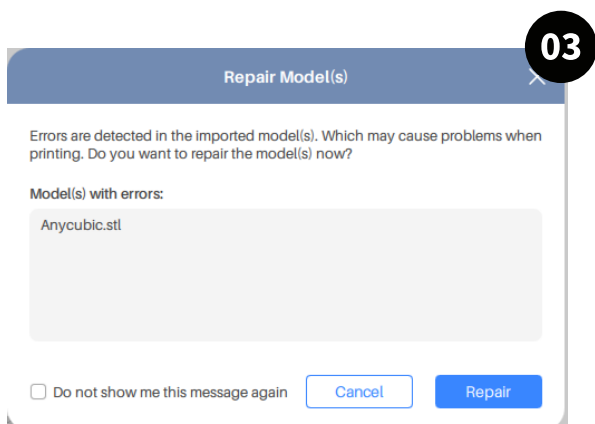 03
Repair Model(s)
Errors are detected in the imported model(s). Which may cause problems when
printing. Do you want to repair the model(s) now?
Model(s) with errors:
Anycubic.stl
Do not show me this message again
Cancel
Repair